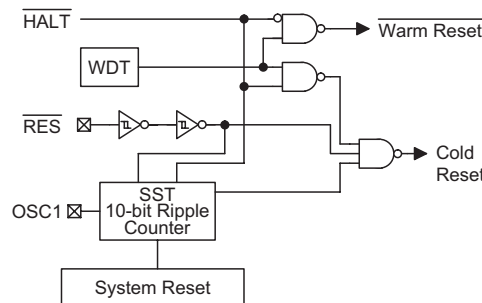 HALT
Warm Reset
WDT
RES
Cold
Reset
SST
10-bit Ripple
Counter
OSC1
System Reset